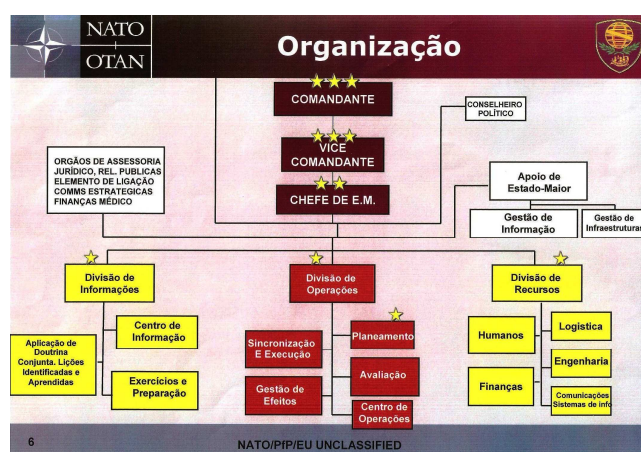 NATO
OTAN
Organização
COMANDANTE
CONSELHEIRO
POLÍTICO
VICE
COMANDANTE
ORGÃOS DE ASSESSORIA
JURÍDICO, REL. PUBLICAS
ELEMENTO DE LIGAÇÃO
COMMS ESTRATEGICAS
FINANÇAS MÉDICO
CHEFE DE E.M.
Apoio de
Estado-Maior
Gestão de
Informação
Gestão de
Infraestrutura
Divisão de
Informações
Divisão de
Operações
Divisão de
Recursos
Centro de
Informação
Aplicação de
Doutrina
Conjunta. Lições
Identificadas e
Aprendidas
Exercícios e
Preparação
Sincronização
E Execução
Planeamento
Avaliação
Gestão de
Efeitos
Centro de
Operações
Humanos
Logistica
Engenharia
Finanças
Comunicações
Sistemas de info
6
NATO/PfP/EU UNCLASSIFIED